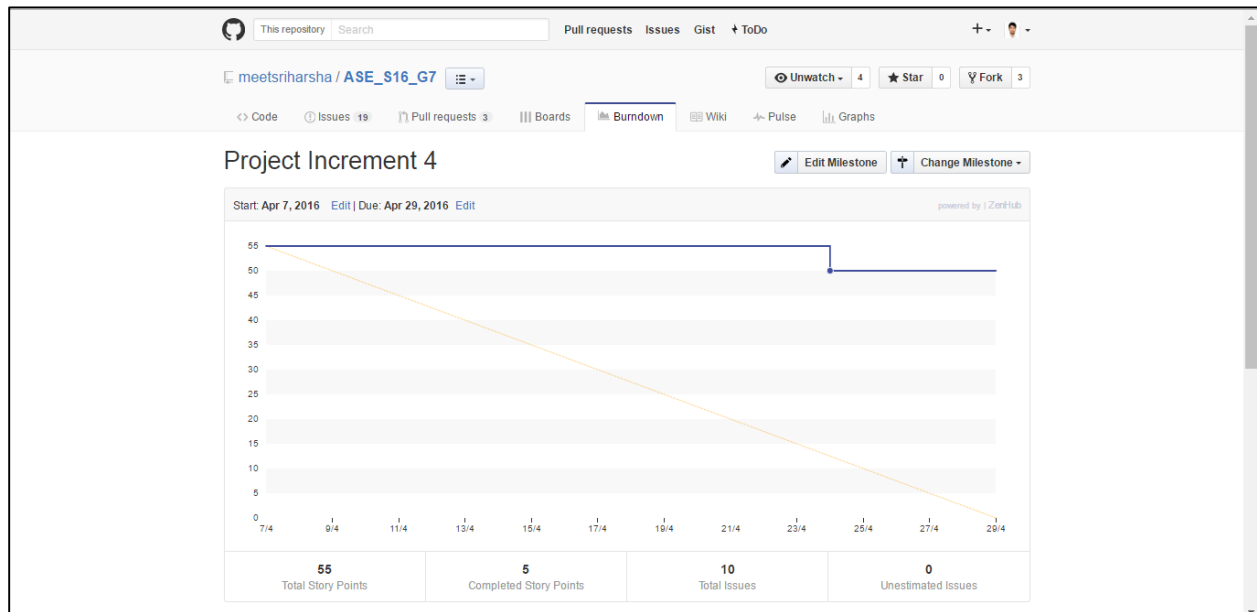 This repository Search Pull requests Issues Gist ToDo
meetsriharsha / ASE_S16_G7 Unwatch 4 Star 0 Fork 3
Code Issues 19 Pull requests 3 Boards Burndown Wiki Pulse Graphs
Project Increment 4 Edit Milestone Change Milestone
Start: Apr 7, 2016 Edit | Due: Apr 29, 2016 Edit powered by | ZenHub
55
50
45
40
35
30
25
20
15
10
5
0
7/4 9/4 11/4 13/4 15/4 17/4 19/4 21/4 23/4 25/4 27/4 29/4
55 5 10 0
Total Story Points Completed Story Points Total Issues Unestimated Issues